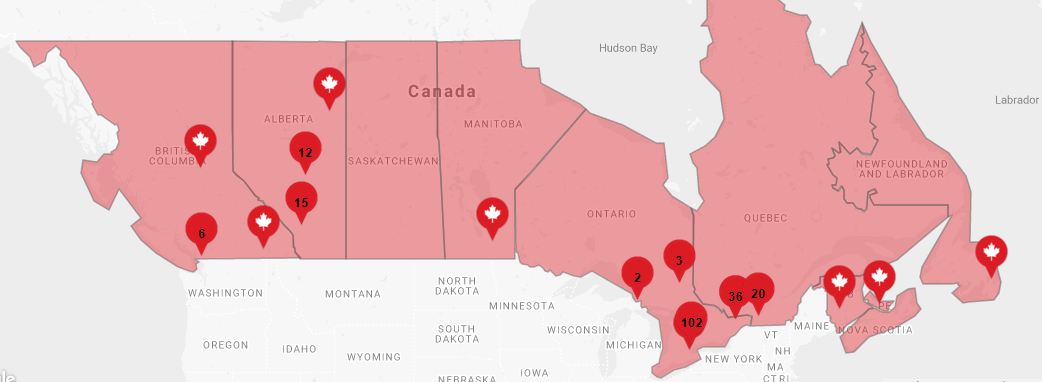 Hudson Bay
Canada
Labrador
ALBERTA
MANITOBA
12
BRITISH
COLUMBIA
SASKATCHEWAN
NEWFOUNDLAND
AND LABRADOR
15
ONTARIO
QUEBEC
6
3
2
36
20
WASHINGTON
MONTANA
NORTH
DAKOTA
MINNESOTA
PE
102
MAINE
NOVA SCOTIA
OREGON
IDAHO
SOUTH
DAKOTA
WISCONSIN
MICHIGAN
VT
WYOMING
NEW YORK
NH
MA
CT RI
IOWA
NEBRASKA